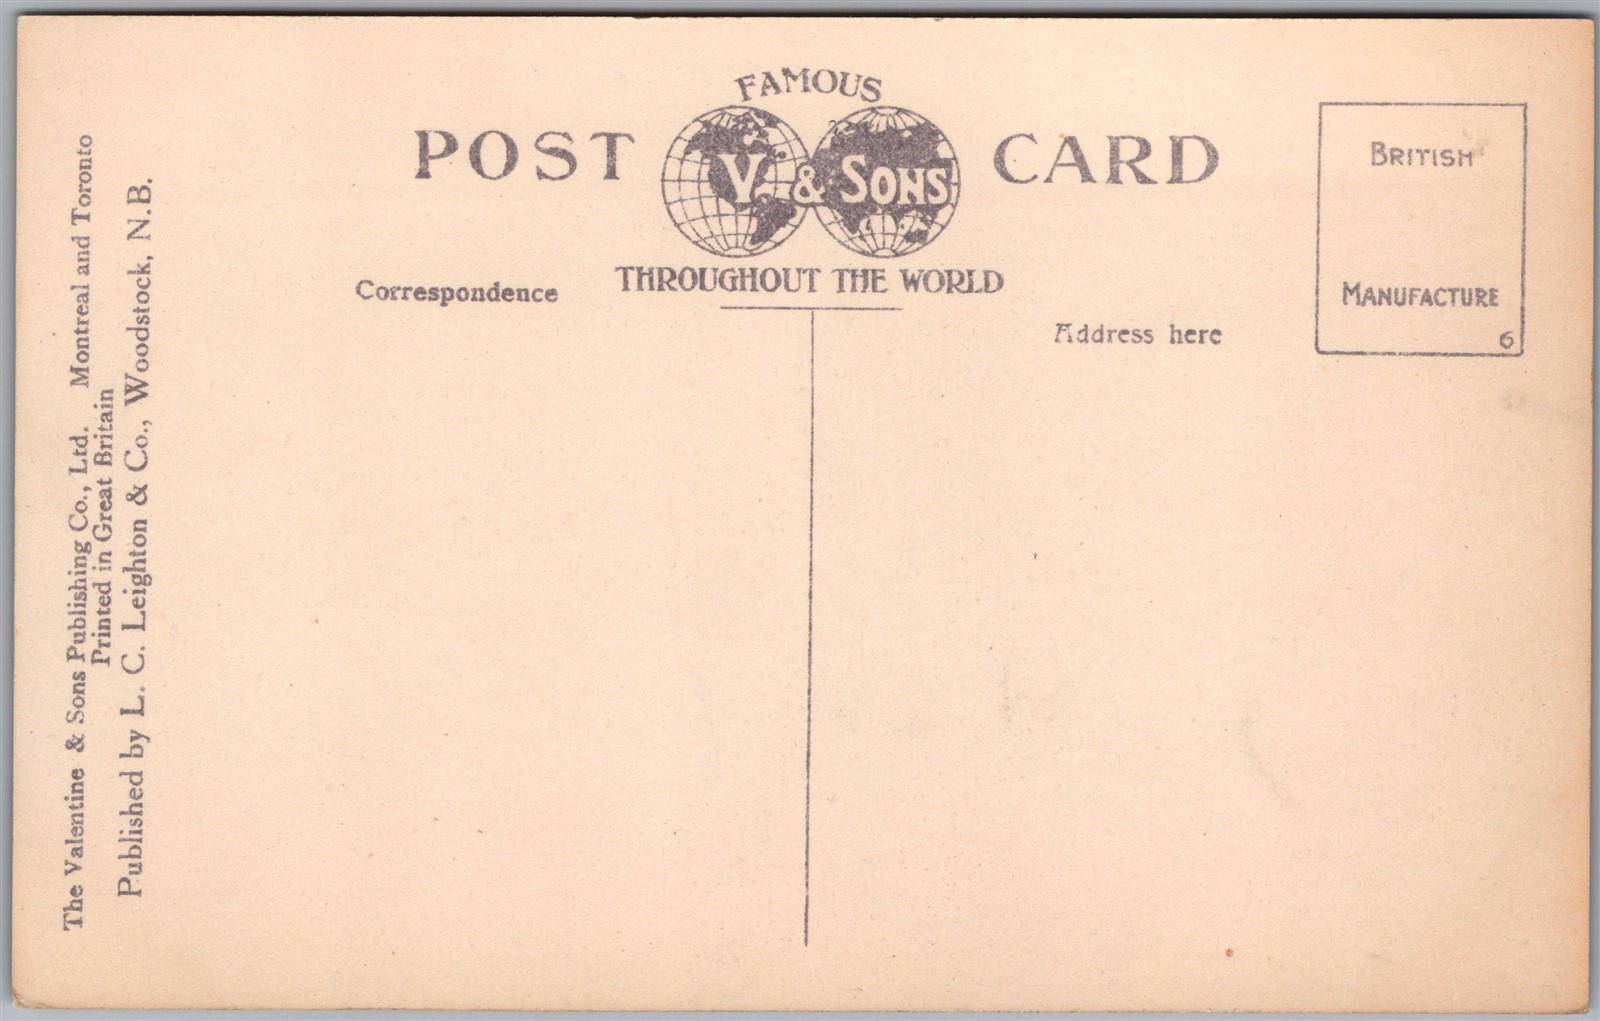 FAMOUS
POST V. & SONS CARD
THROUGHOUT THE WORLD
Correspondence
Address here
BRITISH
MANUFACTURE
6
The Valentine & Sons Publishing Co., Ltd. Montreal and Toronto
Printed in Great Britain
Published by L. C. Leighton & Co., Woodstock, N.B.